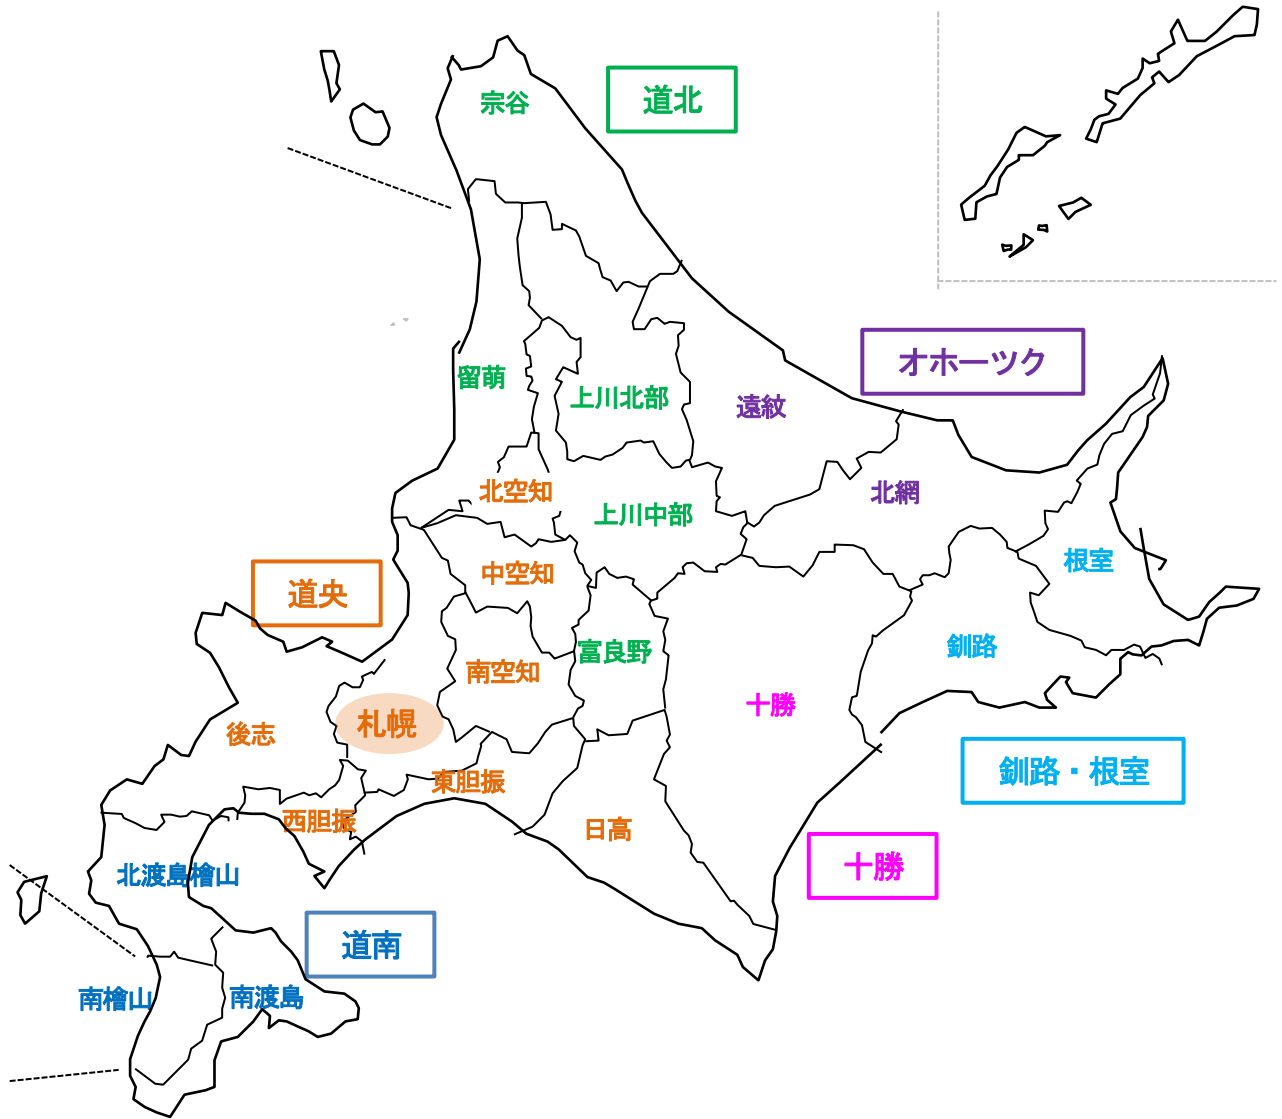 道北
宗谷
オホーツク
留萌
上川北部
遠紋
北空知
北網
上川中部
根室
道央
中空知
釧路
富良野
南空知
十勝
札幌
後志
釧路・根室
東胆振
西胆振
日高
十勝
北渡島檜山
道南
南檜山
南渡島